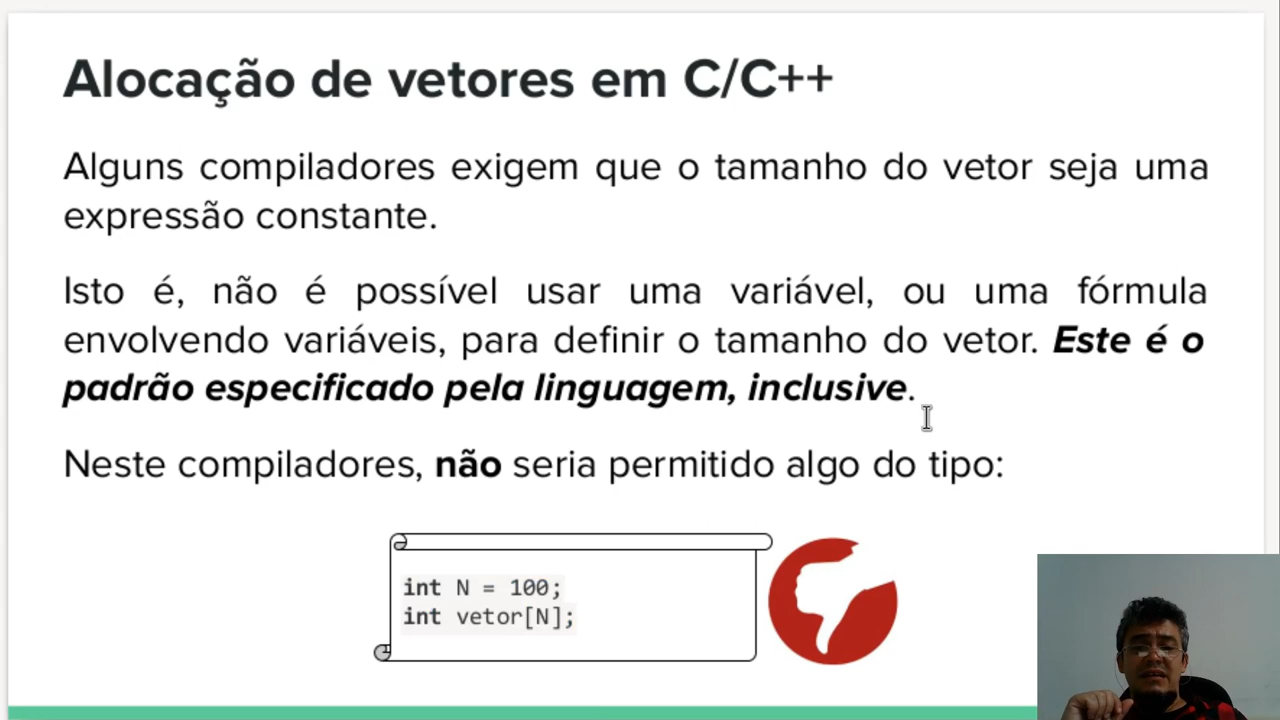 Alocação de vetores em C/C++
Alguns compiladores exigem que o tamanho do vetor seja uma
expressão constante.
Isto é, não é possível usar uma variável, ou uma fórmula
envolvendo variáveis, para definir o tamanho do vetor. Este é o
padrão especificado pela linguagem, inclusive.
Neste compiladores, não seria permitido algo do tipo:
int N = 100;
int vetor[N];